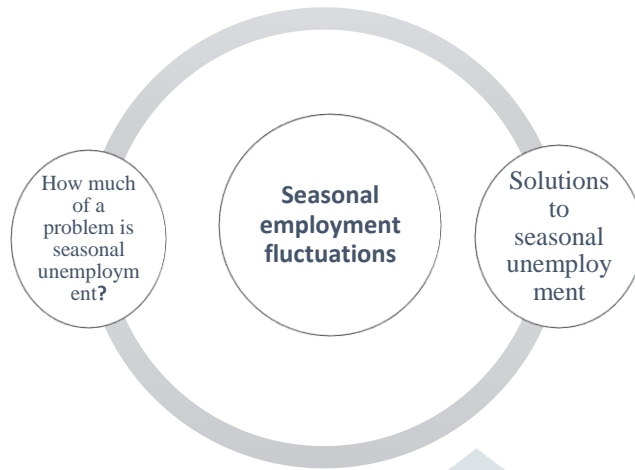 How much
of a
problem is
seasonal
unemploym
ent?
Seasonal
employment
fluctuations
Solutions
to
seasonal
unemploy
ment